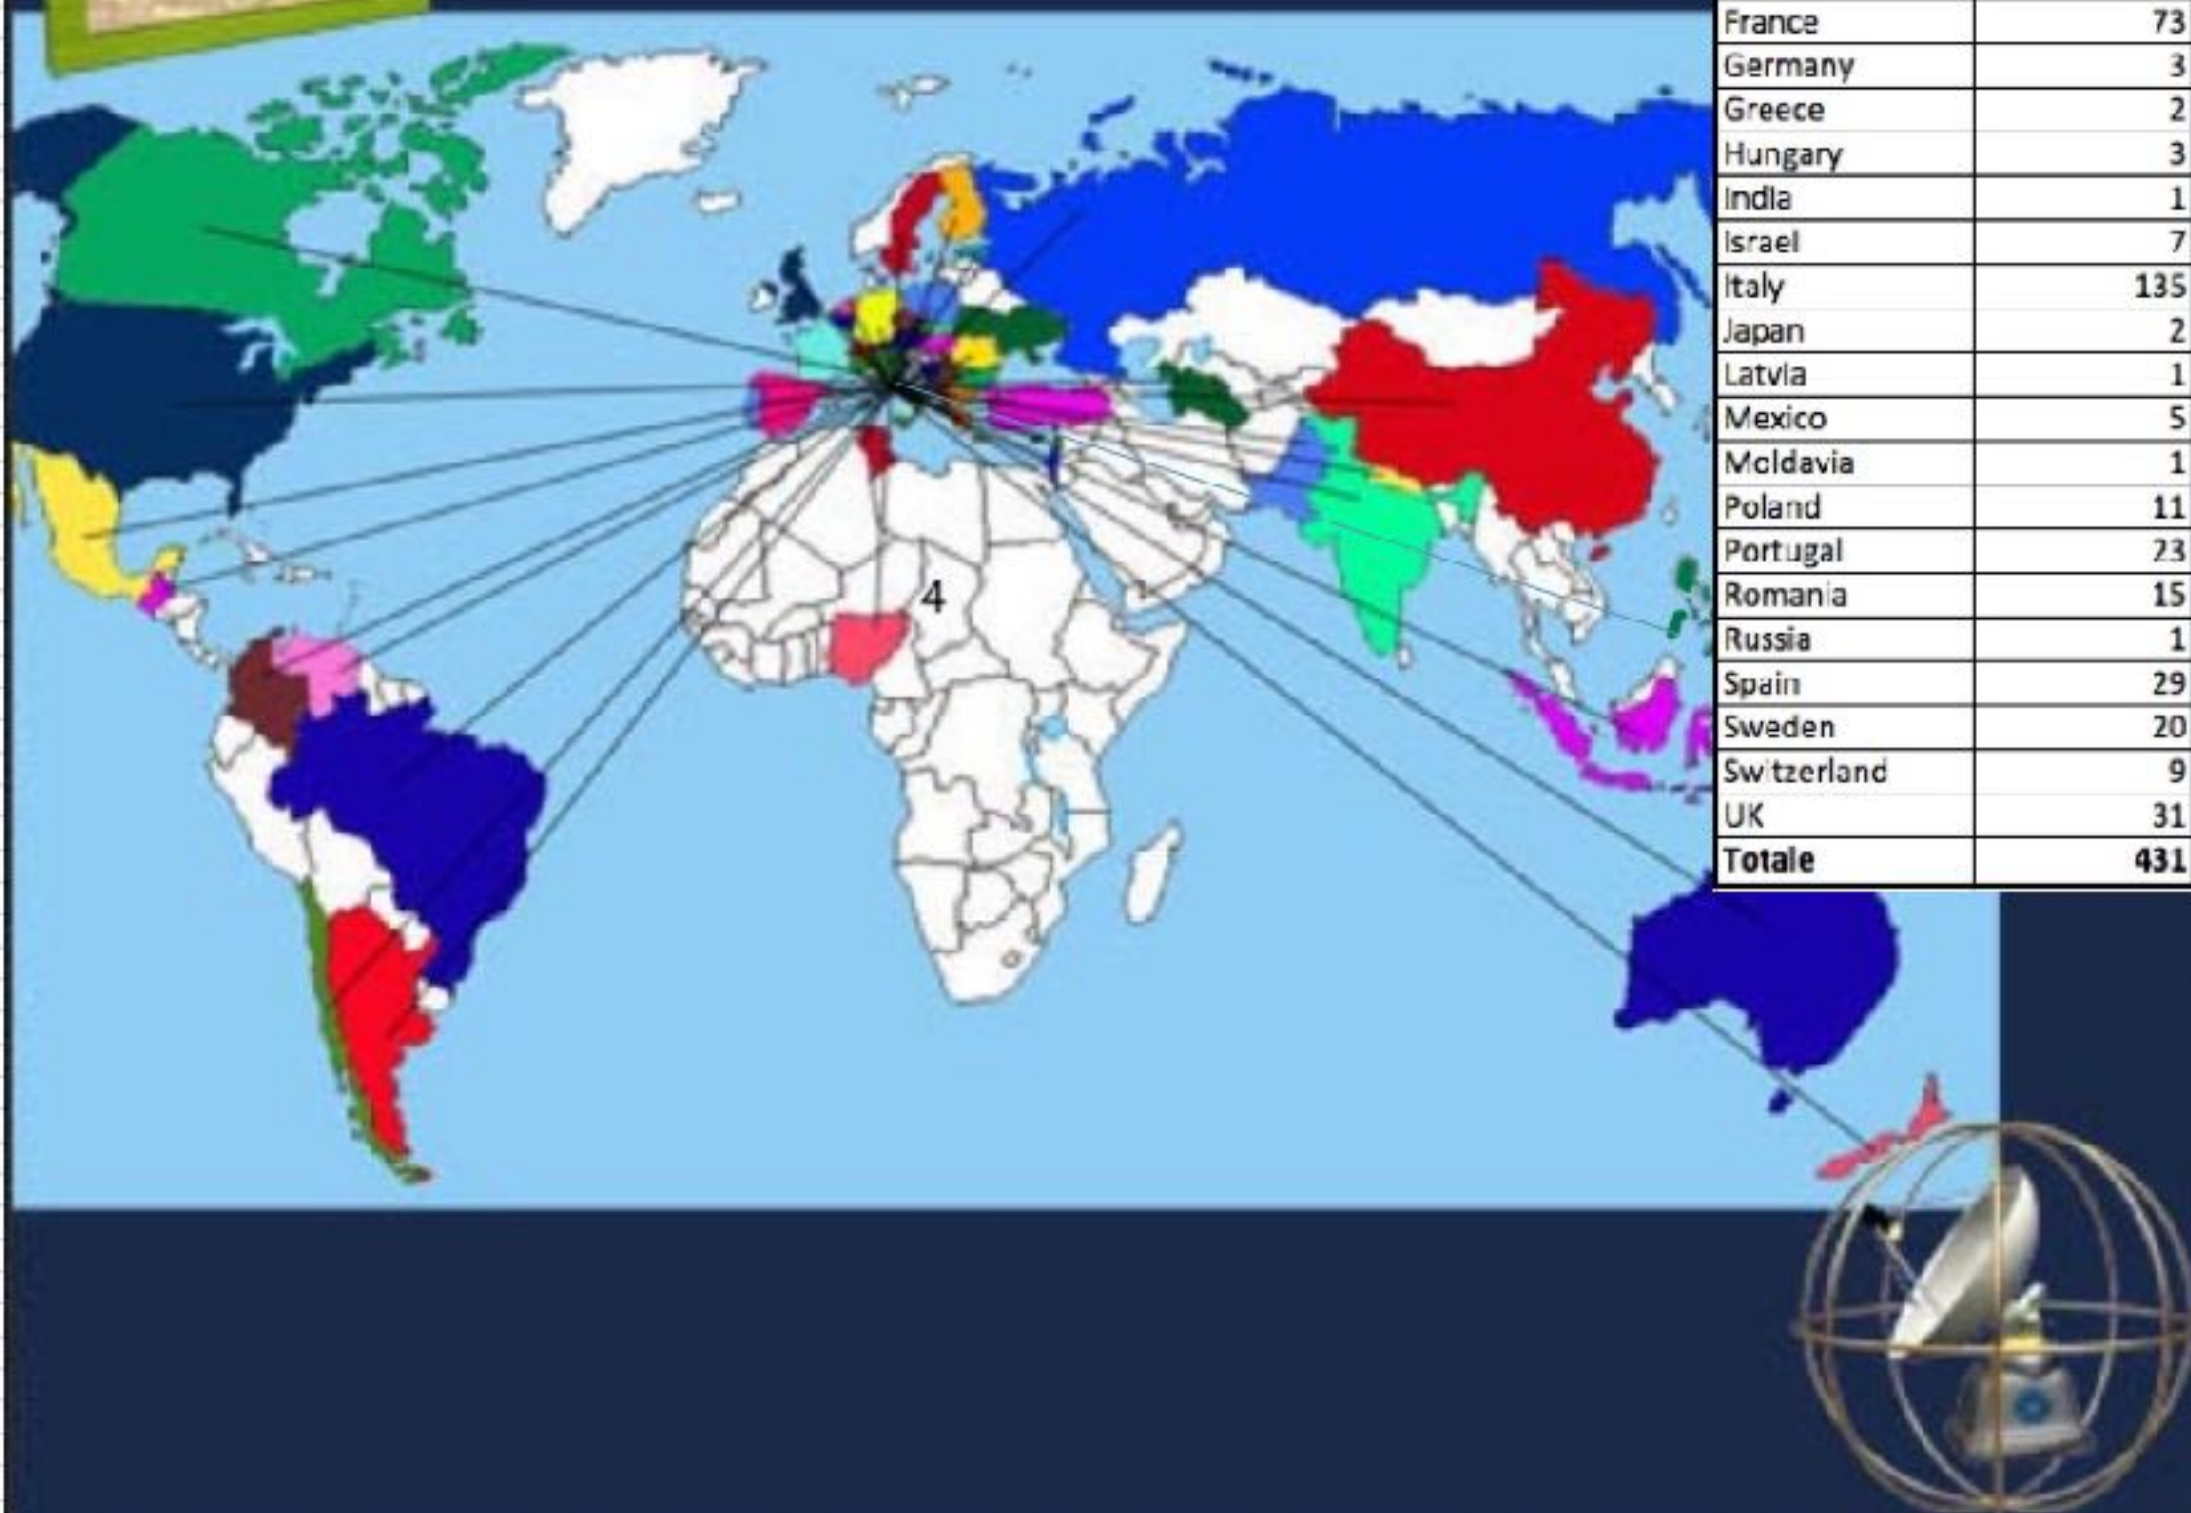 France 73
Germany 3
Greece 2
Hungary 3
India 1
Israel 7
Italy 135
Japan 2
Latvia 1
Mexico 5
Moldavia 1
Poland 11
Portugal 23
Romania 15
Russia 1
Spain 29
Sweden 20
Switzerland 9
UK 31
Totale 431
4